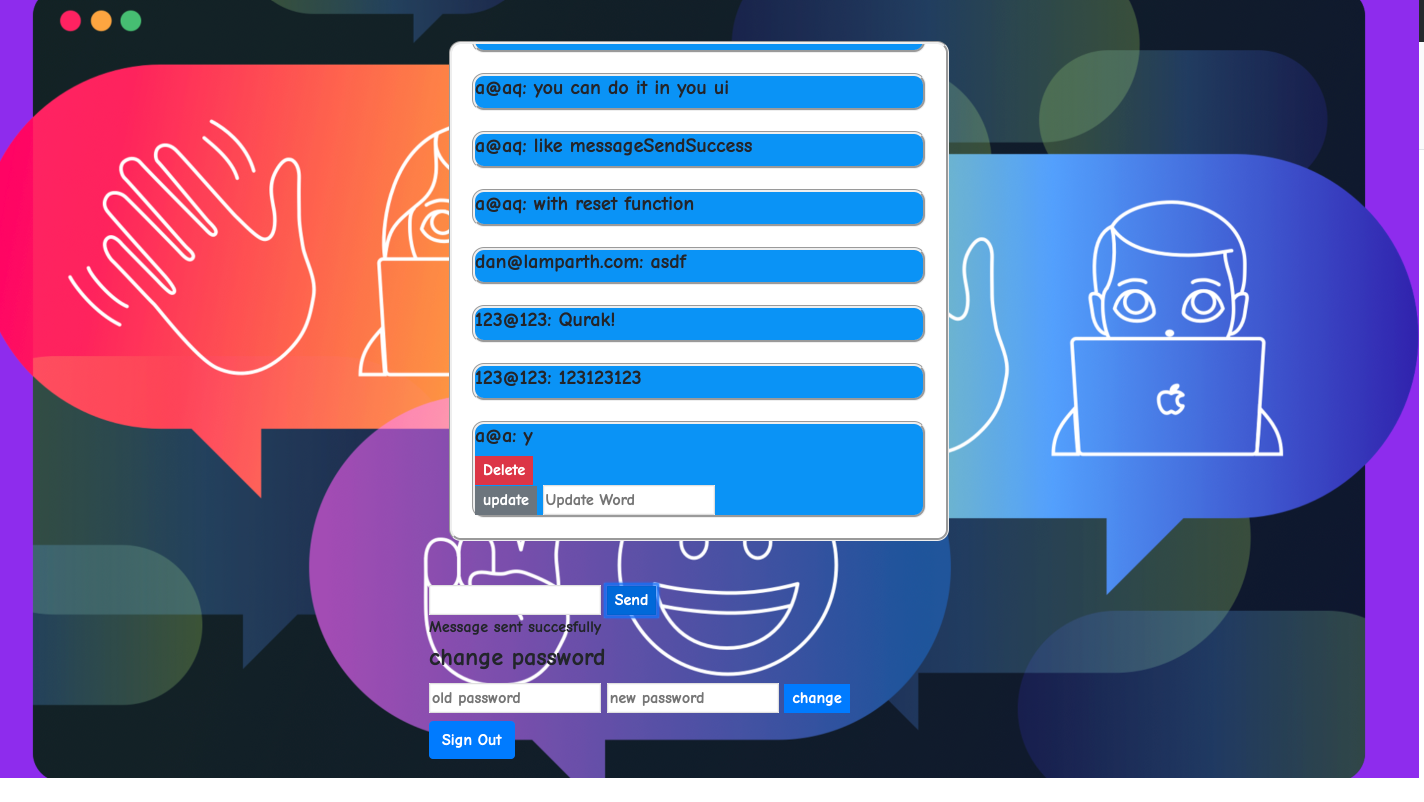 a@aq: you can do it in you ui
a@aq: like messageSendSuccess
a@aq: with reset function
dan@lamparth.com: asdf
123@123: Qurak!
123@123: 123123123
a@a: y
Delete
update Update Word
Send
Message sent succesfully
change password
old password new password change
Sign Out